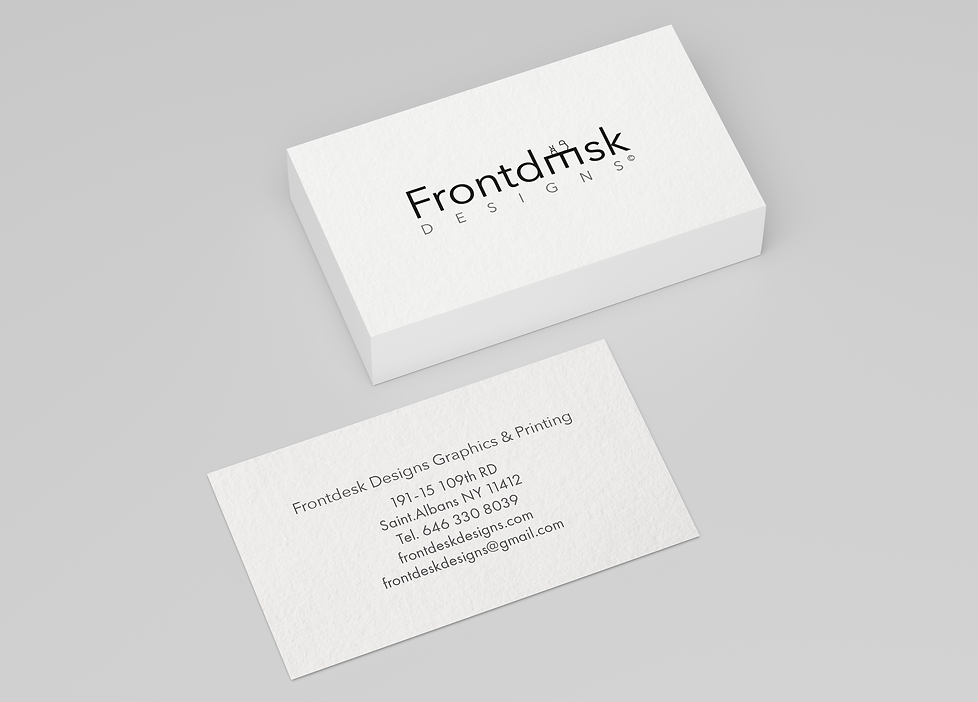 Frontdesk
DESIGNS©
Frontdesk Designs Graphics & Printing
191-15 109th RD
Saint.Albans NY 11412
Tel. 646 330 8039
frontdeskdesigns.com
frontdeskdesigns@gmail.com